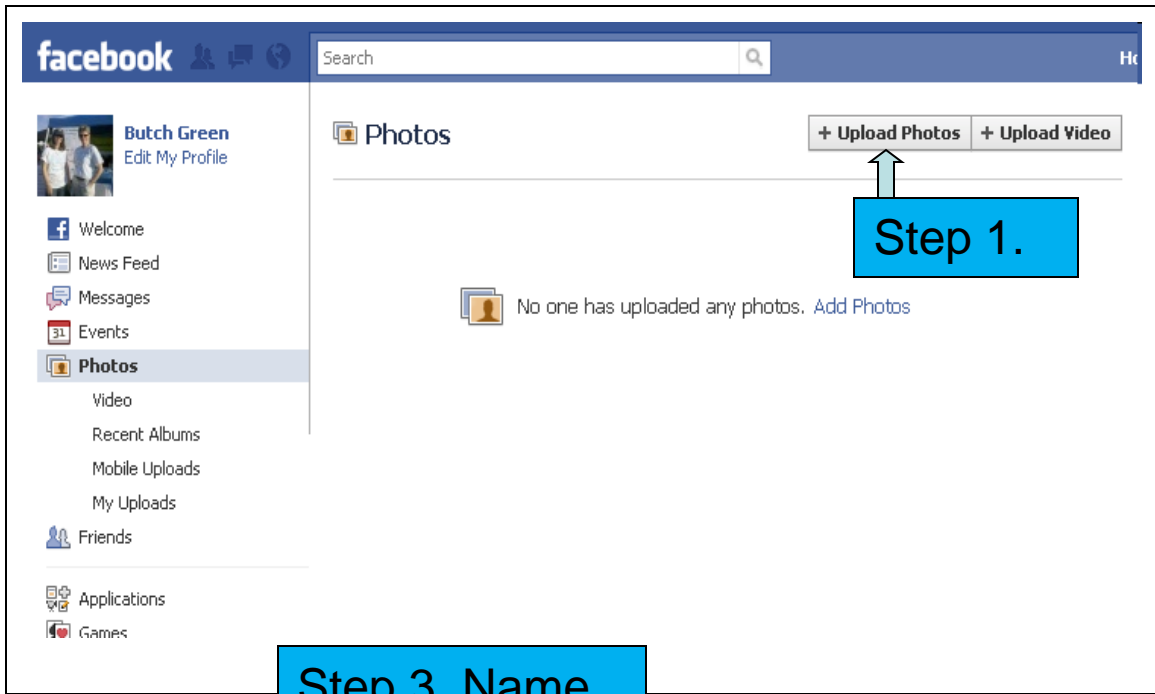 facebook
Search
Ho
Butch Green
Edit My Profile
Photos
+ Upload Photos
+ Upload Video
Step 1.
Welcome
News Feed
Messages
31
Events
No one has uploaded any photos. Add Photos
Photos
Video
Recent Albums
Mobile Uploads
My Uploads
Friends
Applications
Games
Step 3. Name